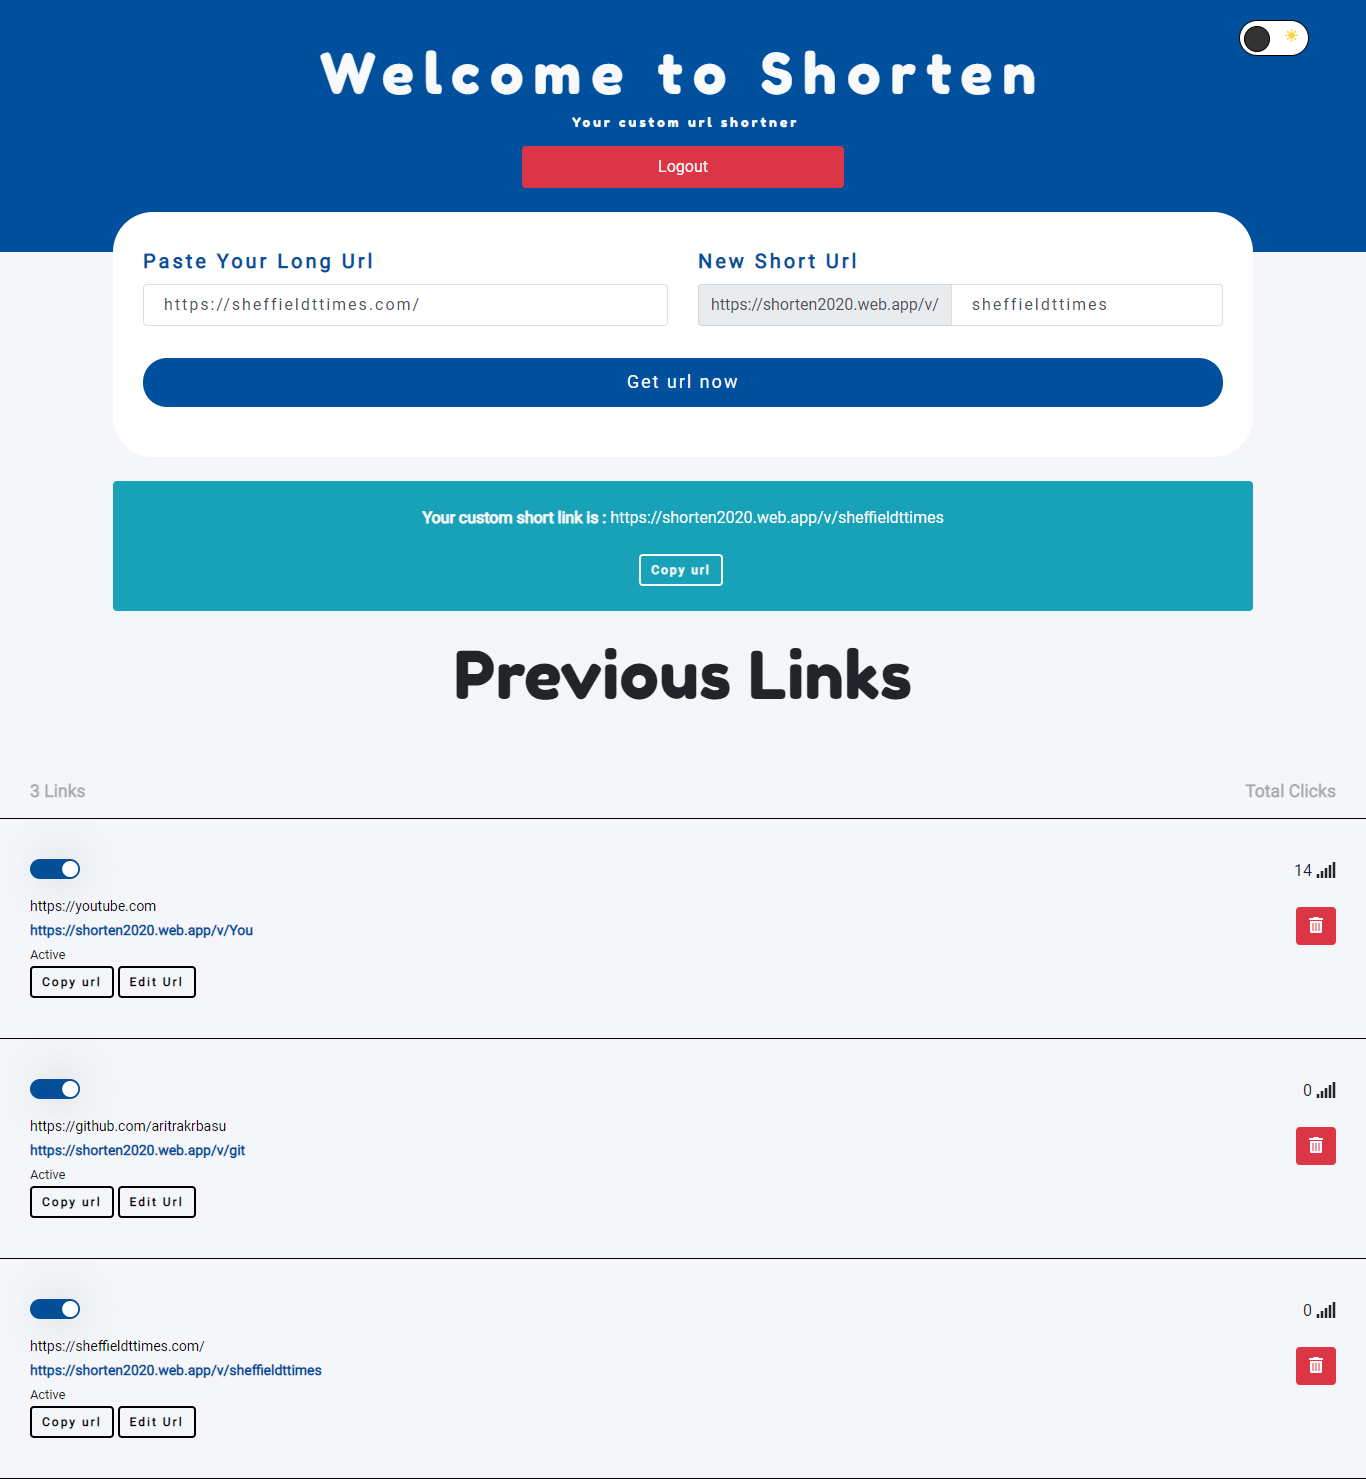 Welcome to Shorten
Your custom url shortner
Logout
Paste Your Long Url
New Short Url
https://sheffieldttimes.com/
https://shorten2020.web.app/v/ sheffieldttimes
Get url now
Your custom short link is : https://shorten2020.web.app/v/sheffieldttimes
Copy url
Previous Links
3 Links
Total Clicks
14
https://youtube.com
https://shorten2020.web.app/v/You
Active
Copy url
Edit Url
0
https://github.com/aritrakrbasu
https://shorten2020.web.app/v/git
Active
Copy url
Edit Url
0
https://sheffieldttimes.com/
https://shorten2020.web.app/v/sheffieldttimes
Active
Copy url
Edit Url